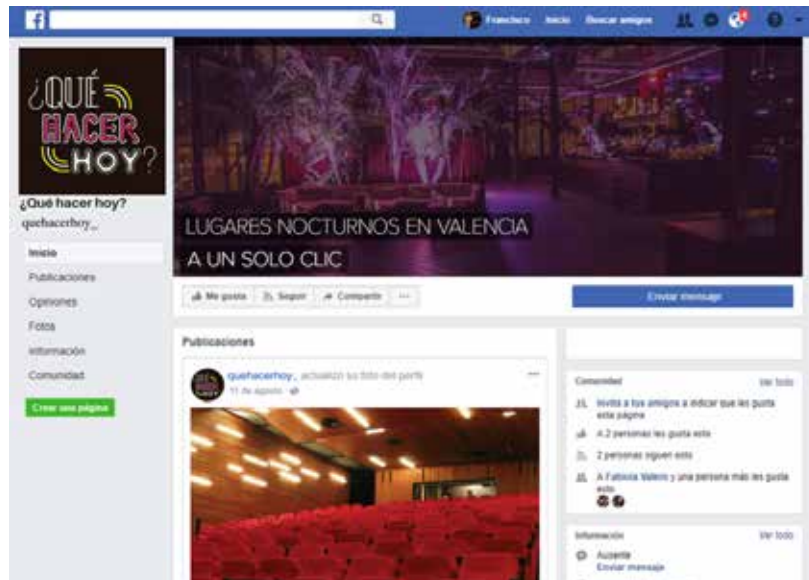 Francisco Inicio Buscar amigos
¿QUÉ
HACER
HOY?
¿Qué hacer hoy?
quehacerhoy_
Inicio
Publicaciones
Opiniones
Fotos
Información
Comunidad
Crear una página
LUGARES NOCTURNOS EN VALENCIA
A UN SOLO CLIC
Me gusta Seguir Compartir ...
Enviar mensaje
Publicaciones
¿QUÉ HACER HOY?
quehacerhoy_ actualizó su foto del perfil
11 de agosto
Comunidad Ver todo
Invita a tus amigos a indicar que les gusta
esta página
A 2 personas les gusta esto
2 personas siguen esto
A Fabiola Valero y una persona más les gusta
esto
Información Ver todo
Ausente
Enviar mensaje